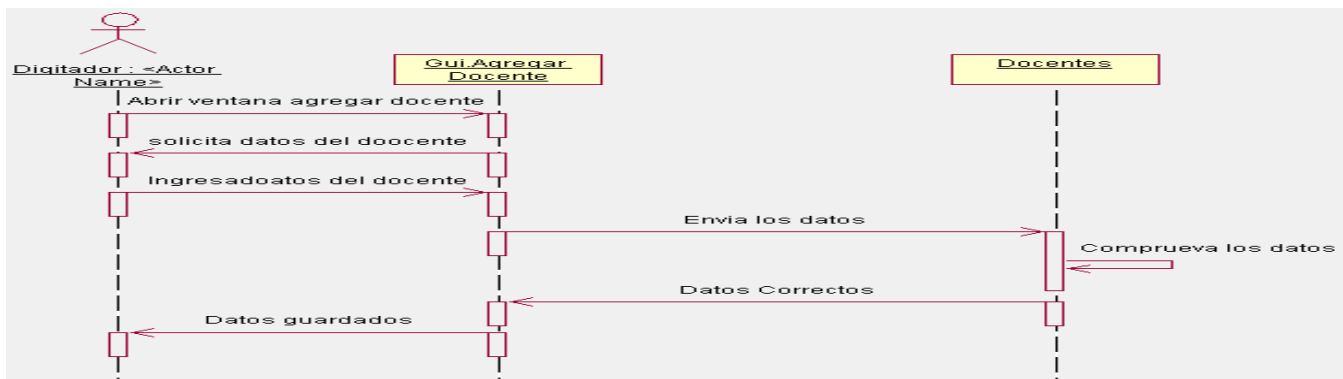 Digitador : <Actor
Name>
Gui.Agregar
Docente
Docentes
Abrir ventana agregar docente
solicita datos del doocente
Ingresadoatos del docente
Envia los datos
Comprueva los datos
Datos Correctos
Datos guardados